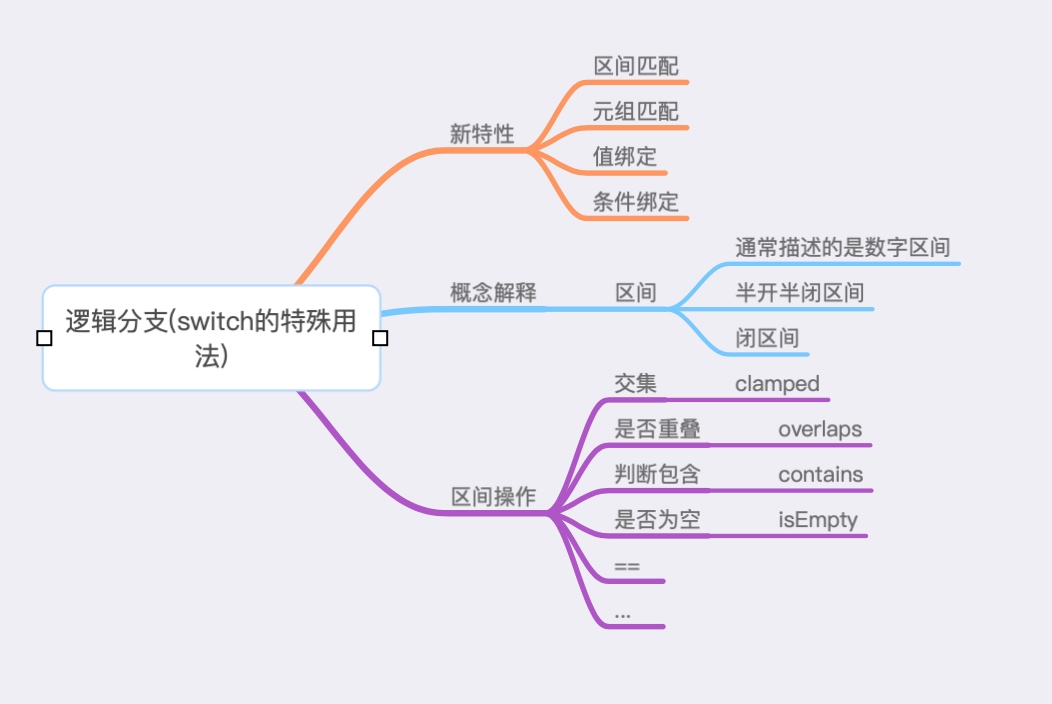 区间匹配
元组匹配
新特性
值绑定
条件绑定
通常描述的是数字区间
概念解释 区间 半开半闭区间
闭区间
逻辑分支(switch的特殊用
法)
交集 clamped
是否重叠 overlaps
判断包含 contains
区间操作
是否为空 isEmpty
==
...